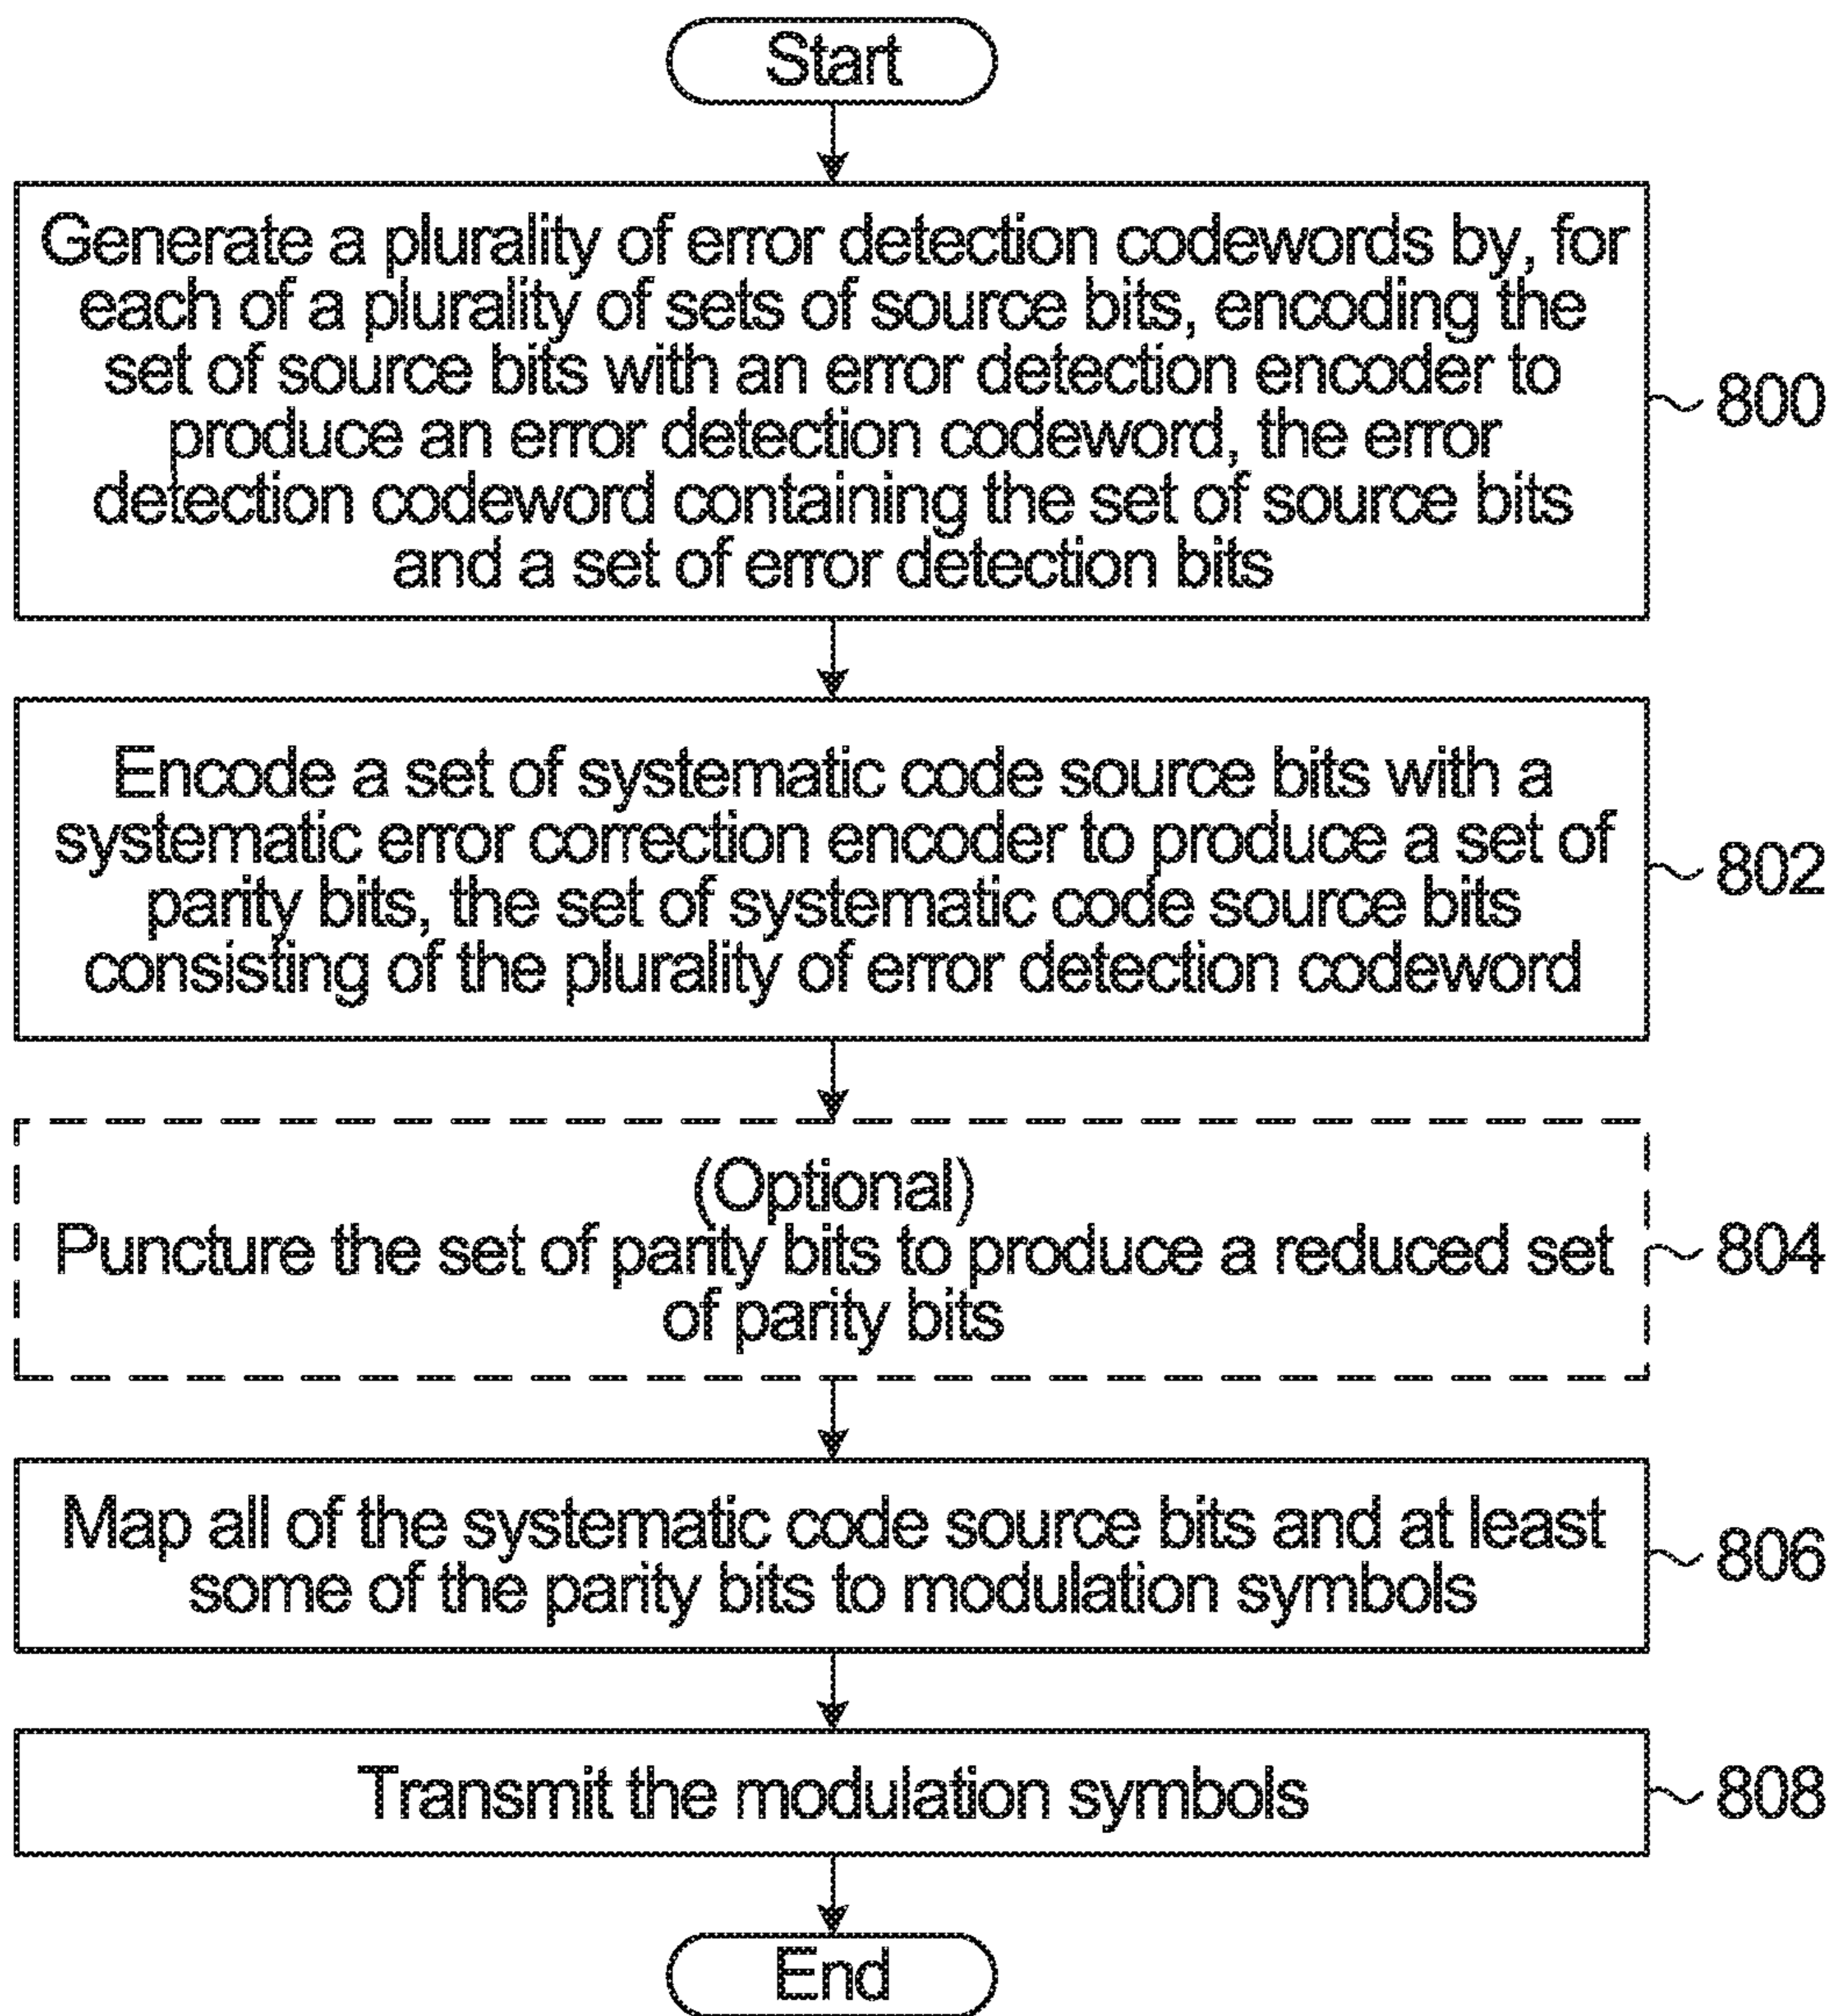 Start
Generate a plurality of error detection codewords by, for
each of a plurality of sets of source bits, encoding the
set of source bits with an error detection encoder to
produce an error detection codeword, the error
detection codeword containing the set of source bits
and a set of error detection bits
800
Encode a set of systematic code source bits with a
systematic error correction encoder to produce a set of
parity bits, the set of systematic code source bits
consisting of the plurality of error detection codeword
802
(Optional)
Puncture the set of parity bits to produce a reduced set
of parity bits
804
Map all of the systematic code source bits and at least
some of the parity bits to modulation symbols
806
Transmit the modulation symbols
808
End